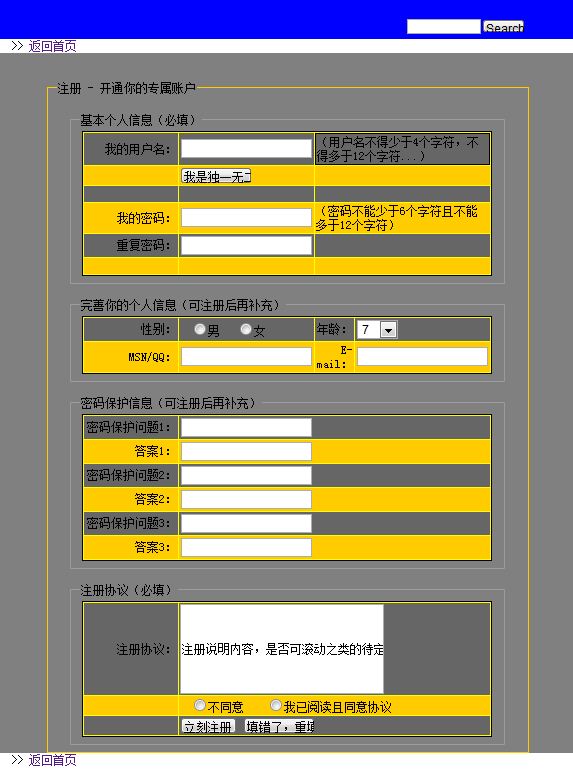 Search
>> 返回首页
注册 - 开通你的专属账户
基本个人信息（必填）
我的用户名：
（用户名不得少于4个字符，不
得多于12个字符...）
我是独一无二
我的密码：
（密码不能少于6个字符且不能
多于12个字符）
重复密码：
完善你的个人信息（可注册后再补充）
性别： 男 女 年龄： 7
MSN/QQ： E-
mail：
密码保护问题1：
答案1：
密码保护问题2：
答案2：
密码保护问题3：
答案3：
密码保护信息（可注册后再补充）
注册协议（必填）
注册协议： 注册说明内容，是否可滚动之类的待定
不同意 我已阅读且同意协议
立刻注册 填错了，重填
>> 返回首页